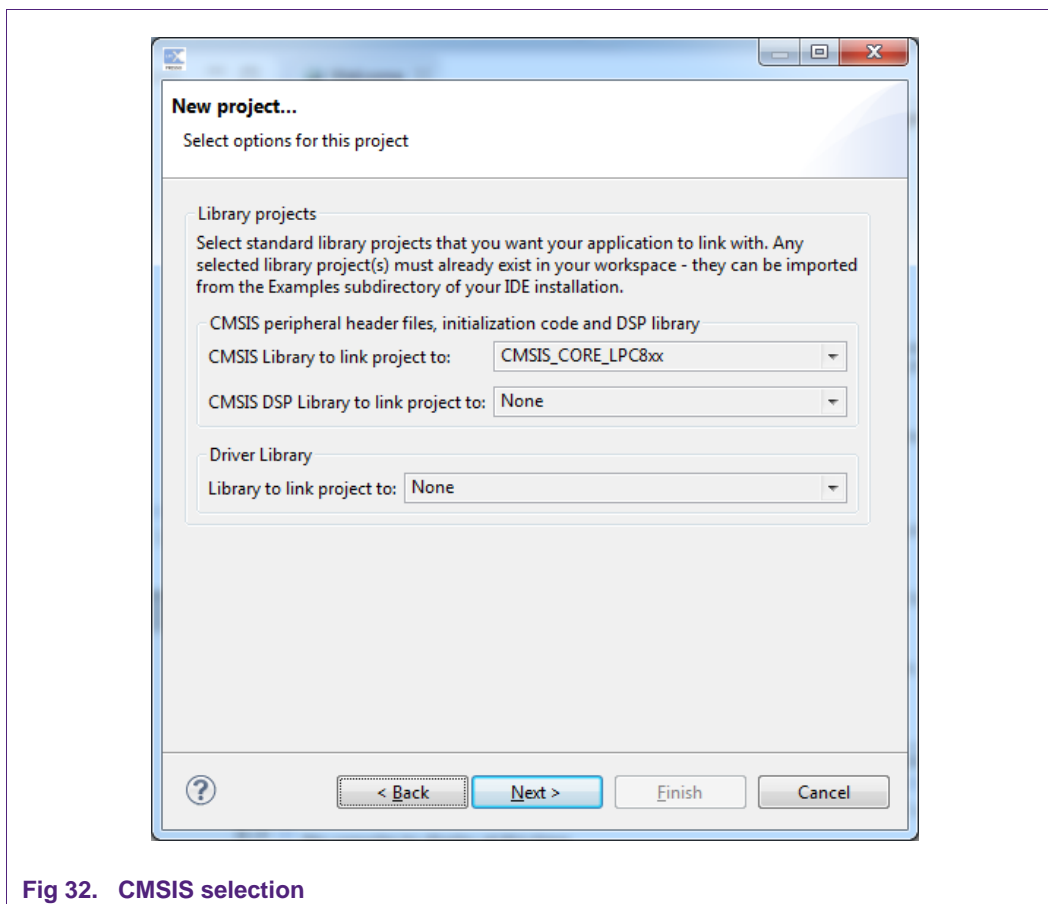 New project...
Select options for this project
Library projects
Select standard library projects that you want your application to link with. Any
selected library project(s) must already exist in your workspace - they can be imported
from the Examples subdirectory of your IDE installation.
CMSIS peripheral header files, initialization code and DSP library
CMSIS Library to link project to: CMSIS_CORE_LPC8xx
CMSIS DSP Library to link project to: None
Driver Library
Library to link project to: None
< Back Next > Finish Cancel
Fig 32. CMSIS selection